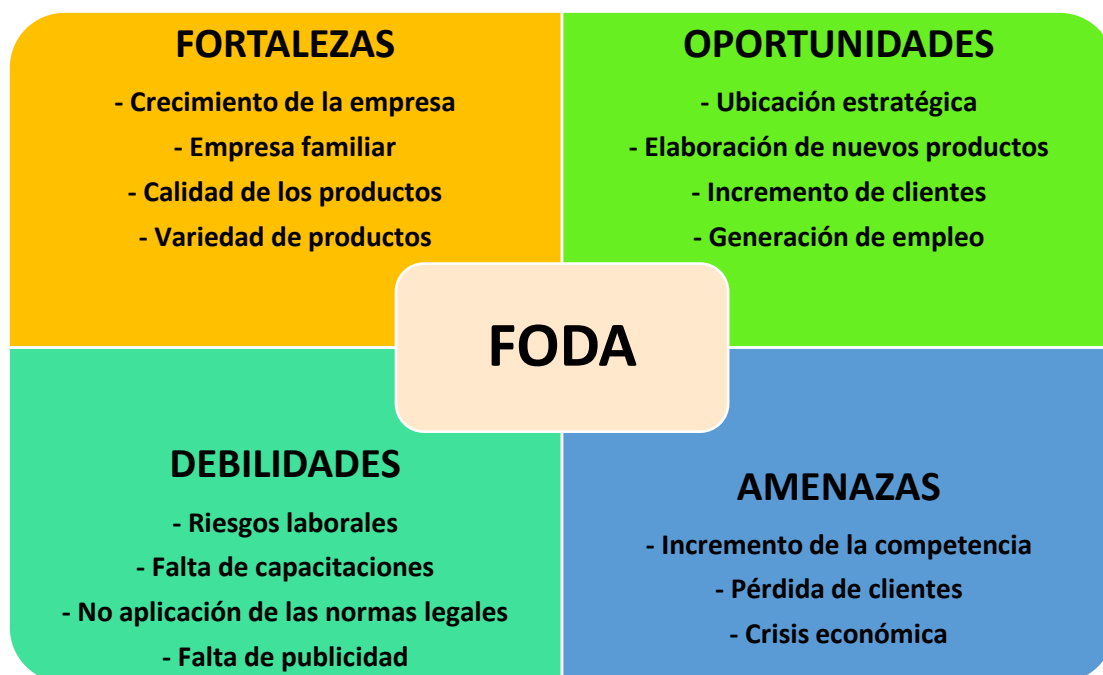 FORTALEZAS
- Crecimiento de la empresa
- Empresa familiar
- Calidad de los productos
- Variedad de productos
OPORTUNIDADES
- Ubicación estratégica
- Elaboración de nuevos productos
- Incremento de clientes
- Generación de empleo
FODA
DEBILIDADES
- Riesgos laborales
- Falta de capacitaciones
- No aplicación de las normas legales
- Falta de publicidad
AMENAZAS
- Incremento de la competencia
- Pérdida de clientes
- Crisis económica